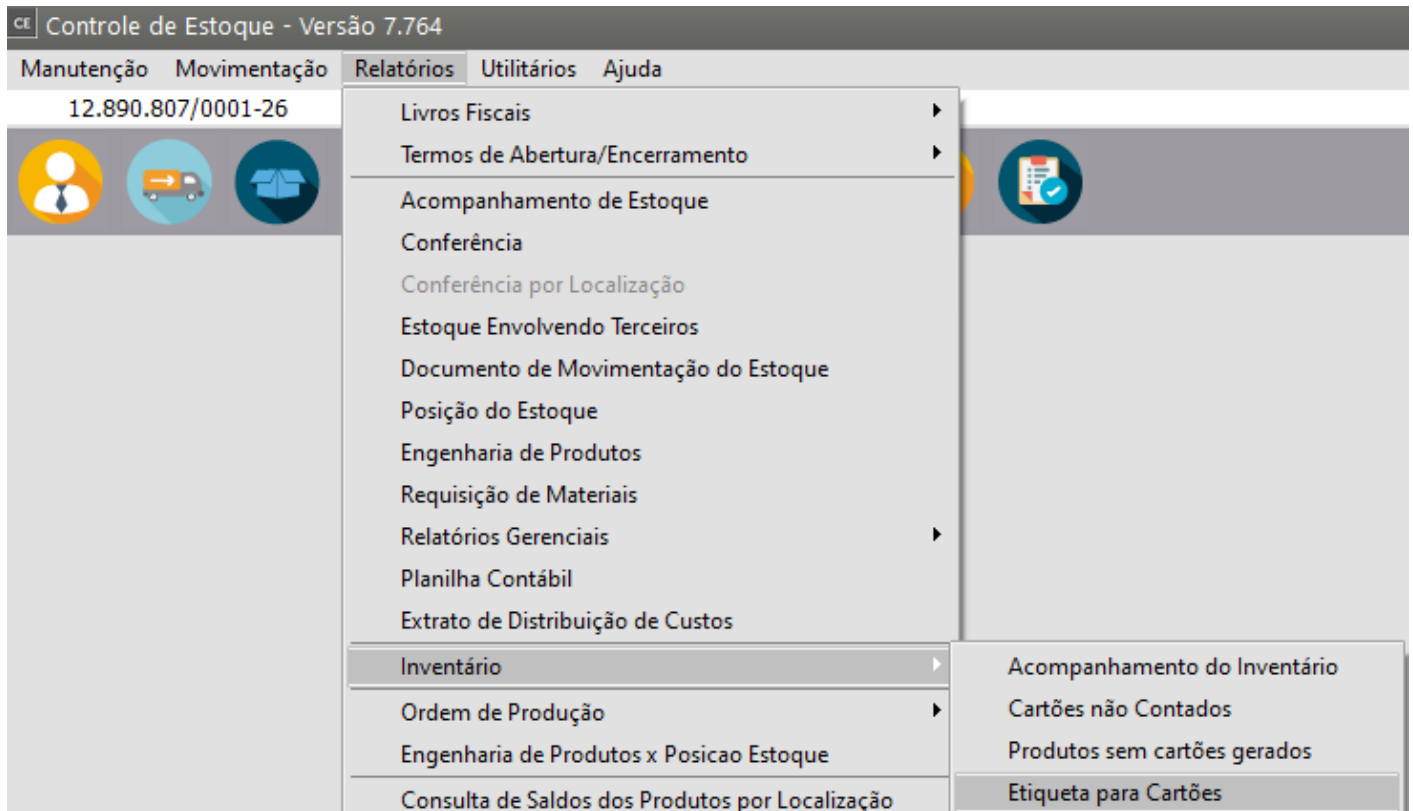 CE Controle de Estoque - Versão 7.764
Manutenção Movimentação Relatórios Utilitários Ajuda
12.890.807/0001-26
Livros Fiscais
Termos de Abertura/Encerramento
Acompanhamento de Estoque
Conferência
Conferência por Localização
Estoque Envolvendo Terceiros
Documento de Movimentação do Estoque
Posição do Estoque
Engenharia de Produtos
Requisição de Materiais
Relatórios Gerenciais
Planilha Contábil
Extrato de Distribuição de Custos
Inventário
Ordem de Produção
Engenharia de Produtos x Posicao Estoque
Consulta de Saldos dos Produtos por Localização
Acompanhamento do Inventário
Cartões não Contados
Produtos sem cartões gerados
Etiqueta para Cartões